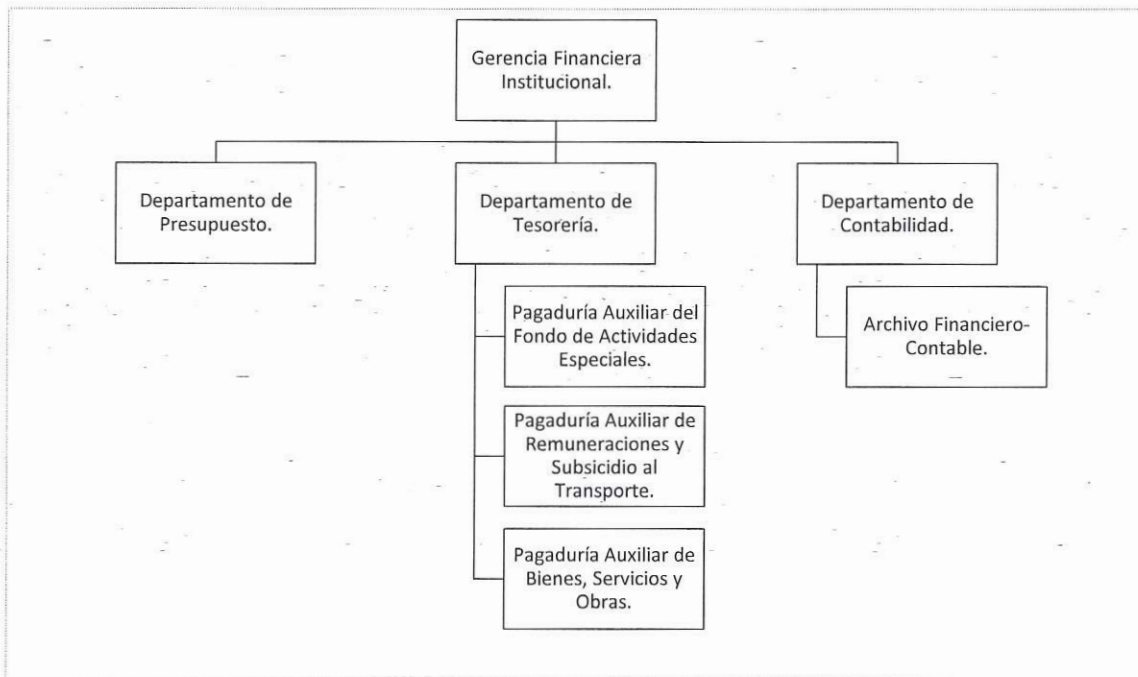 Gerencia Financiera
Institucional.
Departamento de
Presupuesto.
Departamento de
Tesorería.
Departamento de
Contabilidad.
Pagaduría Auxiliar del
Fondo de Actividades
Especiales.
Archivo Financiero-
Contable.
Pagaduría Auxiliar de
Remuneraciones y
Subsicidio al
Transporte.
Pagaduría Auxiliar de
Bienes, Servicios y
Obras.